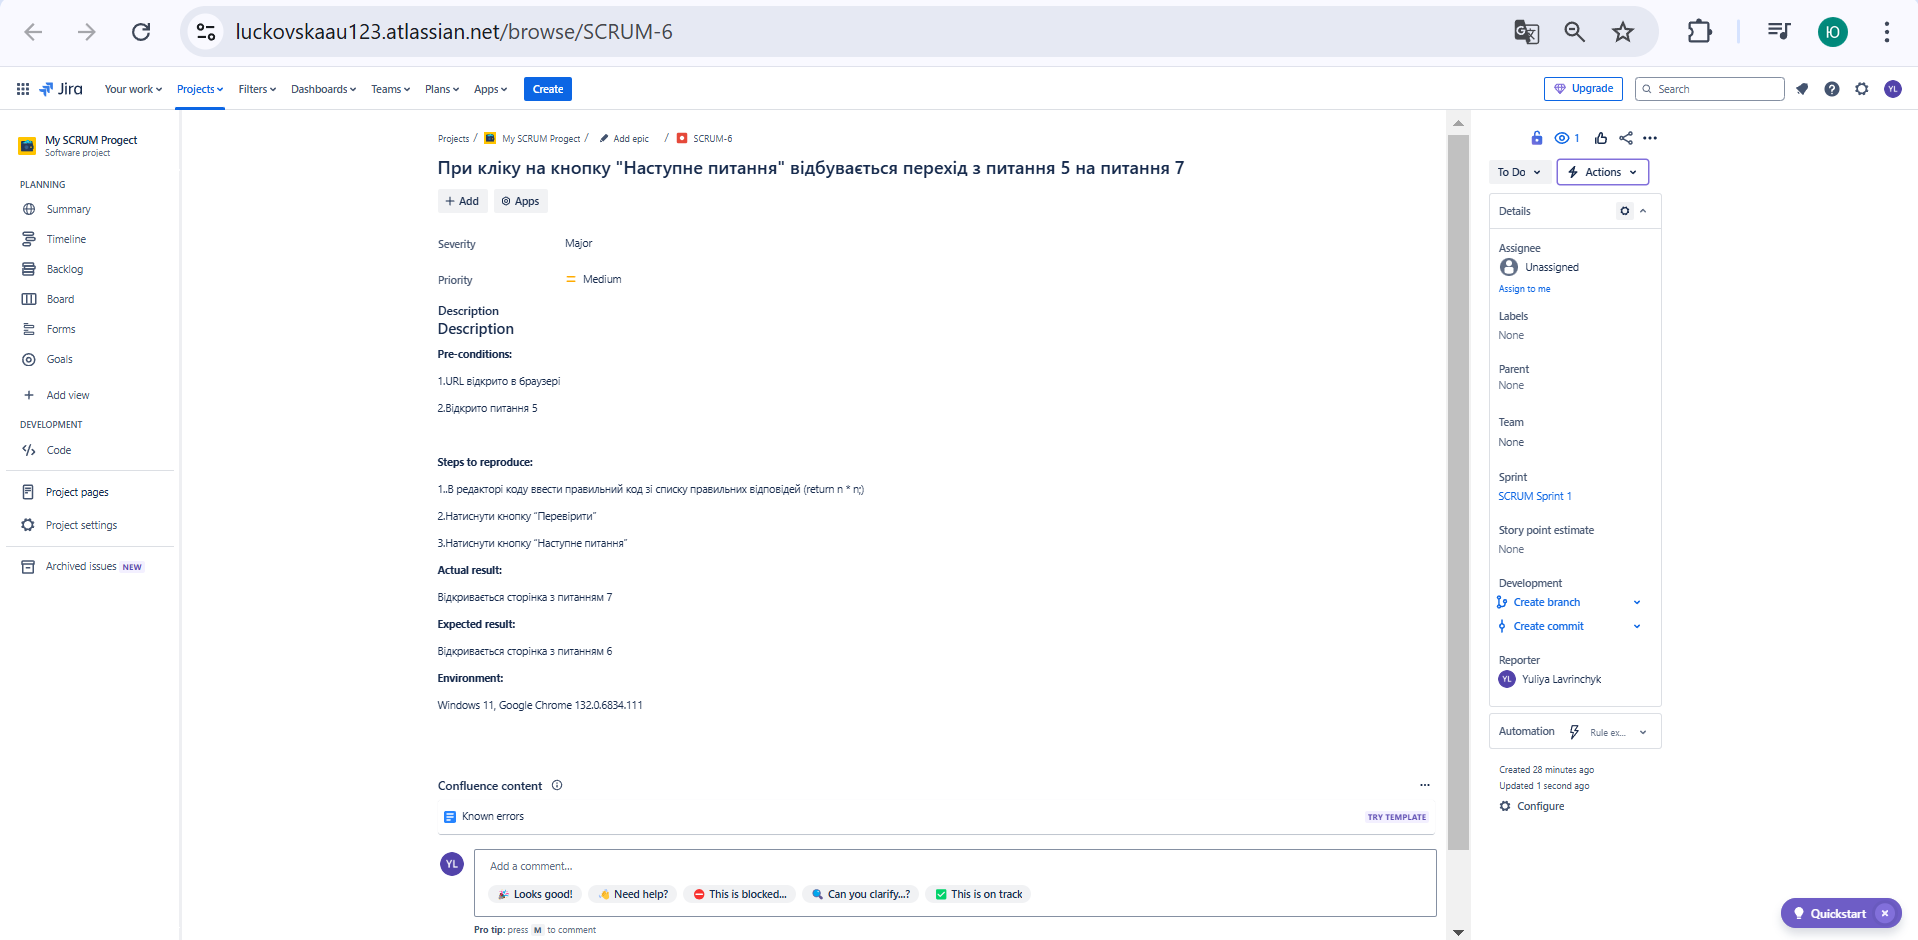 luckovskaau123.atlassian.net/browse/SCRUM-6
Ю
Jira
Your work
Projects
Filters
Dashboards
Teams
Plans
Apps
Create
Upgrade
Search
YL
My SCRUM Progect
Software project
PLANNING
Summary
Timeline
Backlog
Board
Forms
Goals
Add view
DEVELOPMENT
Code
Project pages
Project settings
Archived issues NEW
Projects / My SCRUM Progect / Add epic / SCRUM-6
При кліку на кнопку "Наступне питання" відбувається перехід з питання 5 на питання 7
+ Add
Apps
Severity Major
Priority Medium
Description
Description
Pre-conditions:
1.URL відкрито в браузері
2.Відкрито питання 5
Steps to reproduce:
1..В редакторі коду ввести правильний код зі списку правильних відповідей (return n * n;)
2.Натиснути кнопку “Перевірити”
3.Натиснути кнопку “Наступне питання”
Actual result:
Відкривається сторінка з питанням 7
Expected result:
Відкривається сторінка з питанням 6
Environment:
Windows 11, Google Chrome 132.0.6834.111
Confluence content
Known errors
TRY TEMPLATE
YL
Add a comment...
Looks good!
Need help?
This is blocked...
Can you clarify...?
This is on track
Pro tip: press M to comment
1
To Do
Actions
Details
Assignee
Unassigned
Assign to me
Labels
None
Parent
None
Team
None
Sprint
SCRUM Sprint 1
Story point estimate
None
Development
Create branch
Create commit
Reporter
YL Yuliya Lavrinchyk
Automation Rule ex...
Created 28 minutes ago
Updated 1 second ago
Configure
Quickstart